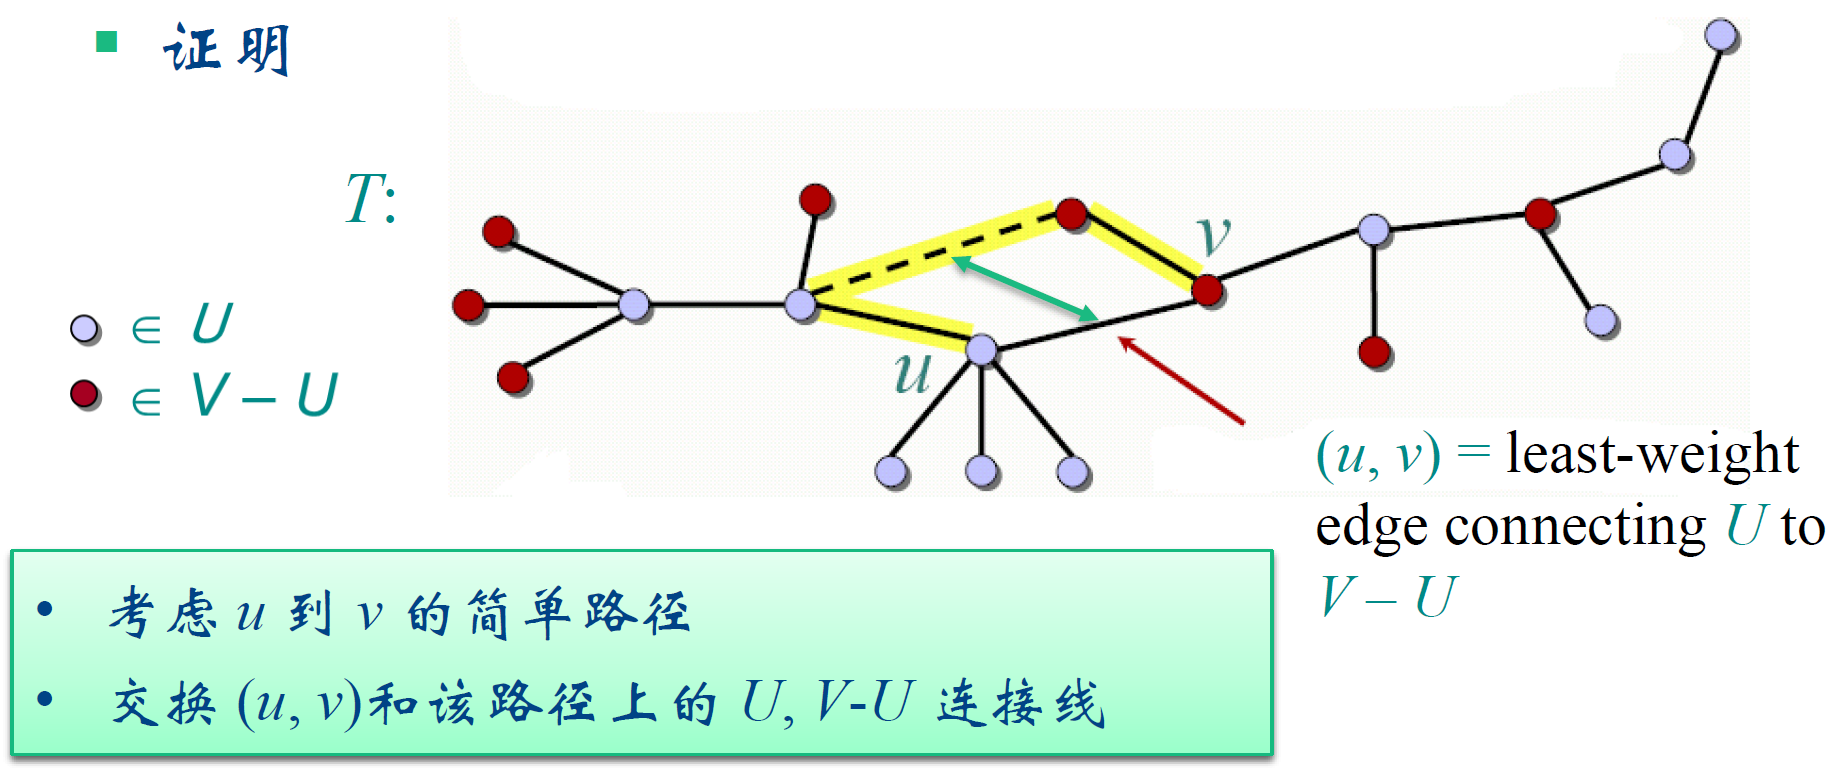 证明
T:
v
u
∈ U
∈ V – U
(u, v) = least-weight
edge connecting U to
V – U
• 考虑 u 到 v 的简单路径
• 交换 (u, v)和该路径上的 U, V-U 连接线